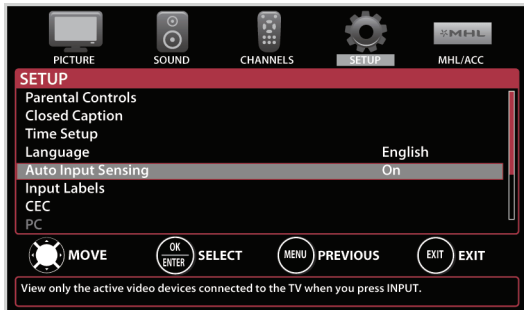 PICTURE SOUND CHANNELS SETUP MHL MHL/ACC
SETUP
Parental Controls
Closed Caption
Time Setup
Language English
Auto Input Sensing On
Input Labels
CEC
PC
MOVE OK ENTER SELECT MENU PREVIOUS EXIT EXIT
View only the active video devices connected to the TV when you press INPUT.